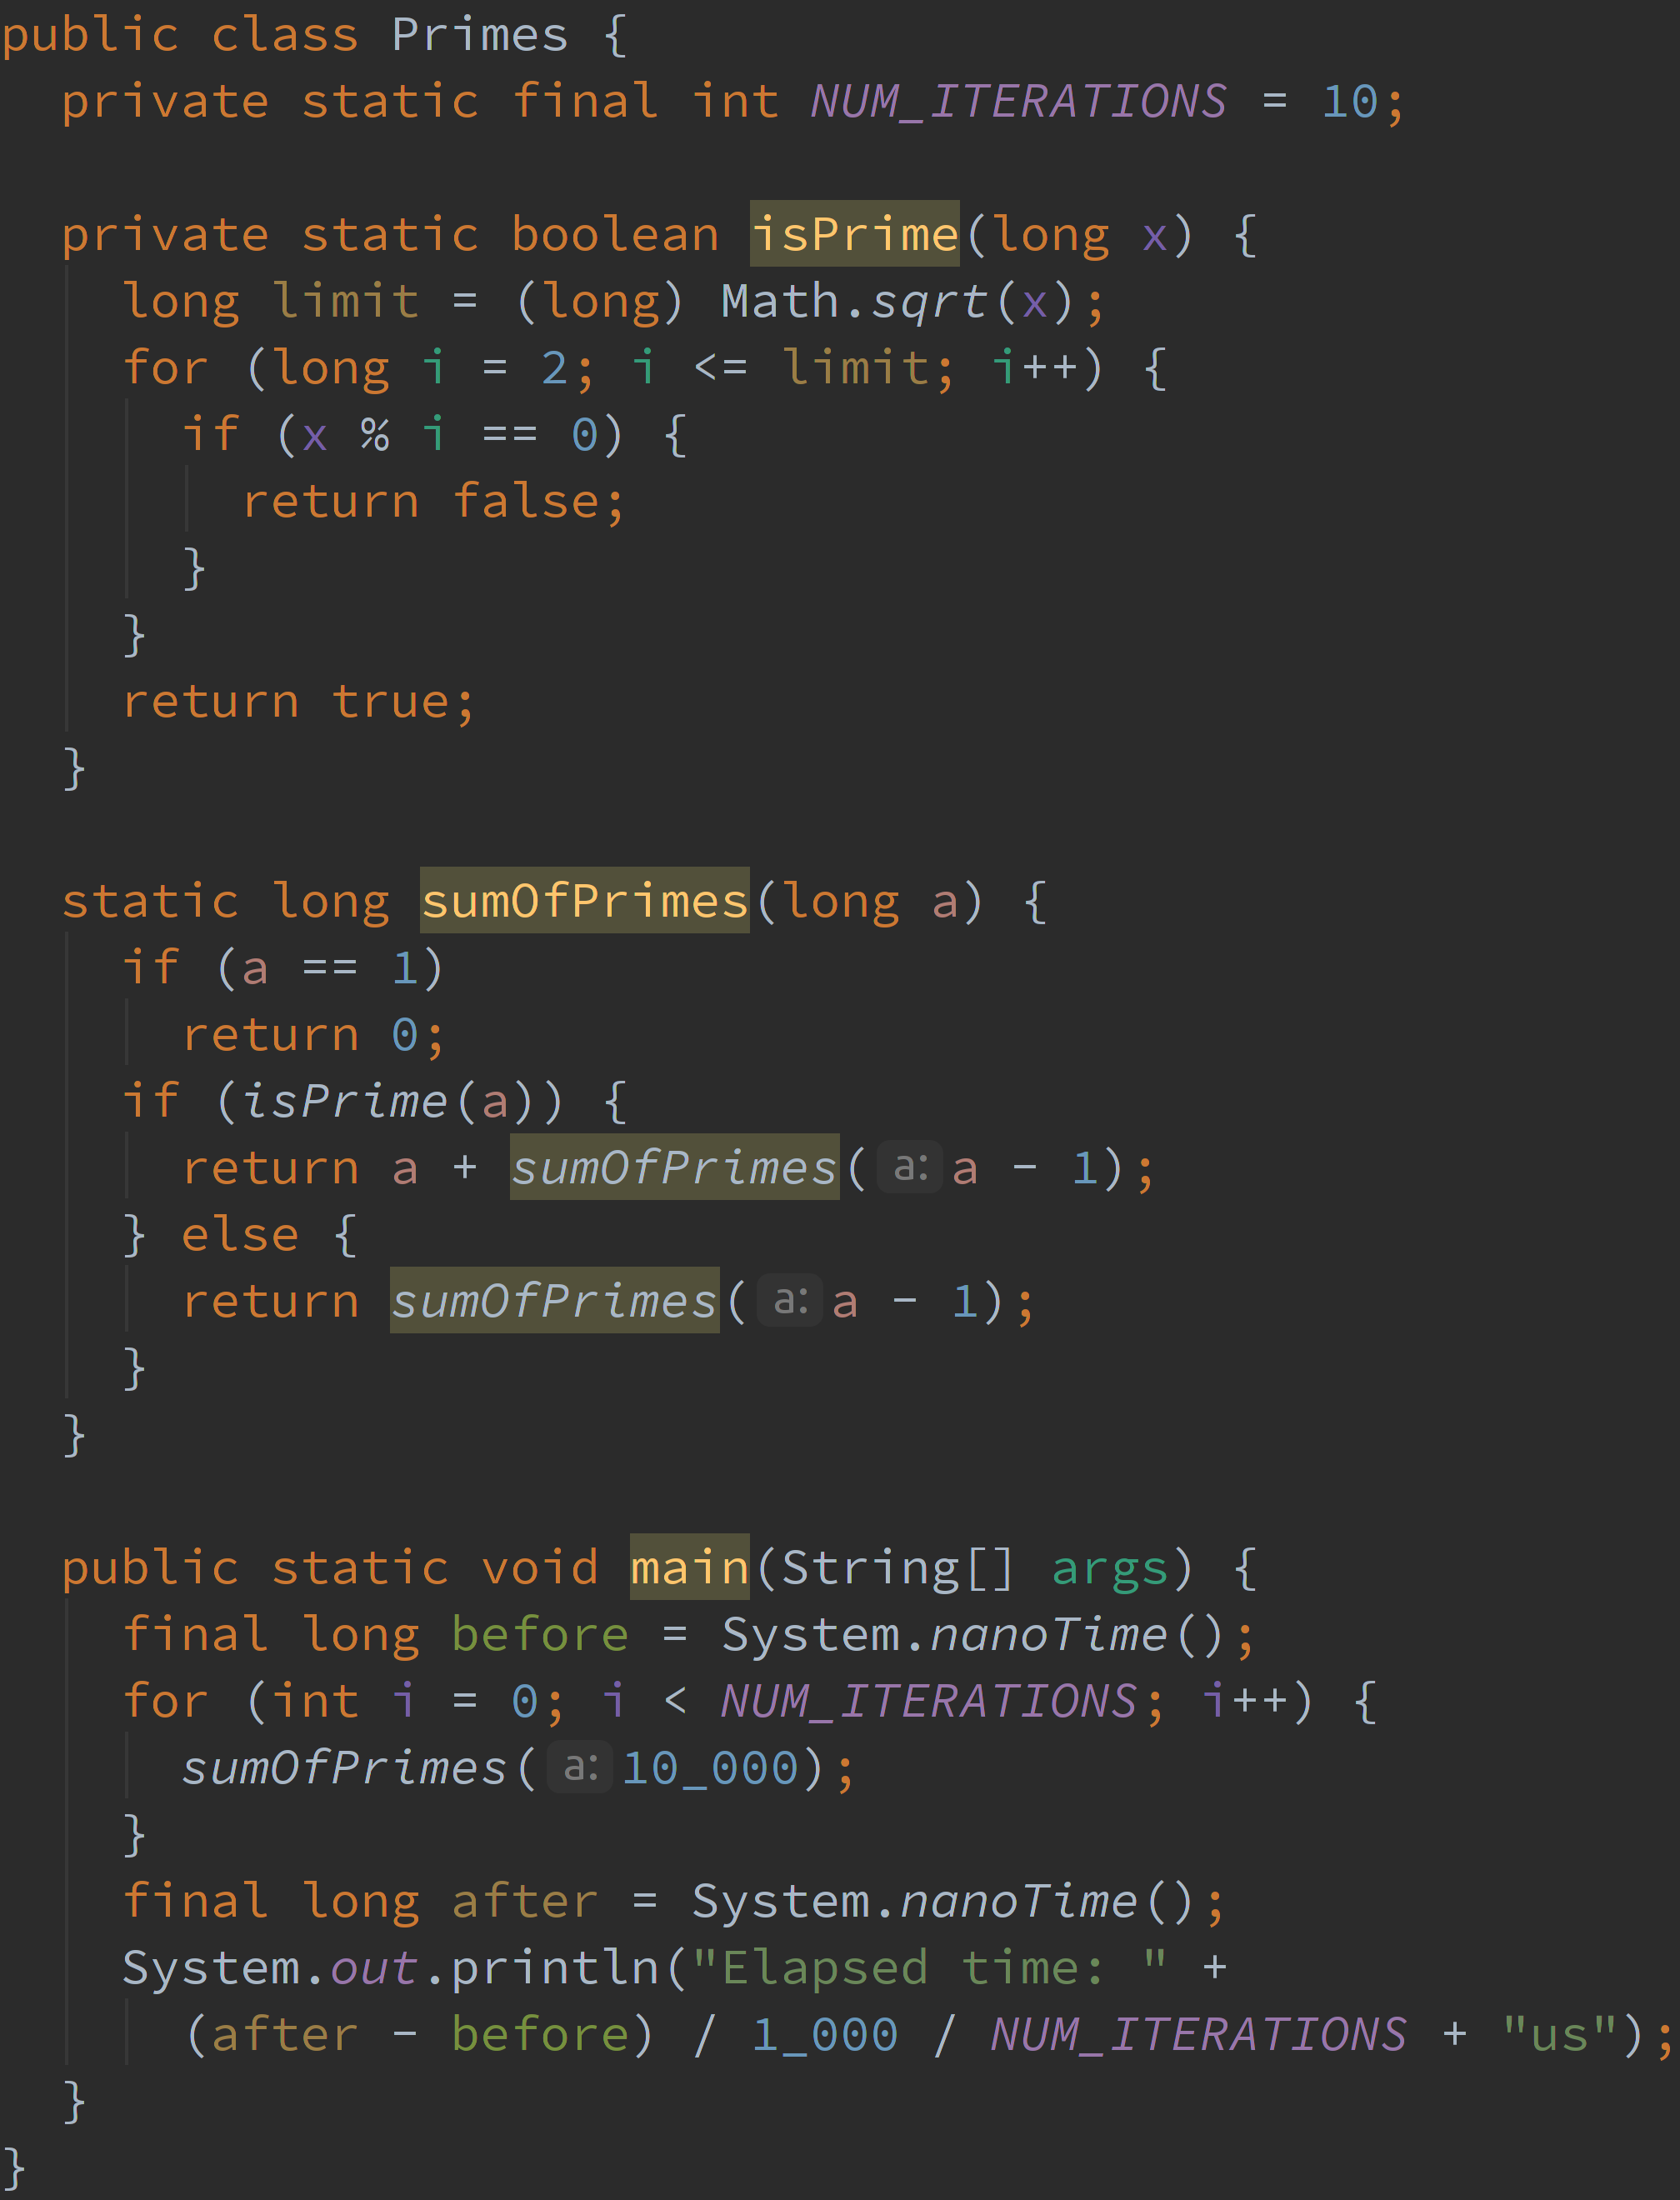 public class Primes {
  private static final int NUM_ITERATIONS = 10;

  private static boolean isPrime(long x) {
    long limit = (long) Math.sqrt(x);
    for (long i = 2; i <= limit; i++) {
      if (x % i == 0) {
        return false;
      }
    }
    return true;
  }

  static long sumOfPrimes(long a) {
    if (a == 1)
      return 0;
    if (isPrime(a)) {
      return a + sumOfPrimes( a: a - 1);
    } else {
      return sumOfPrimes( a: a - 1);
    }
  }

  public static void main(String[] args) {
    final long before = System.nanoTime();
    for (int i = 0; i < NUM_ITERATIONS; i++) {
      sumOfPrimes( a: 10_000);
    }
    final long after = System.nanoTime();
    System.out.println("Elapsed time: " +
      (after - before) / 1_000 / NUM_ITERATIONS + "us");
  }
}